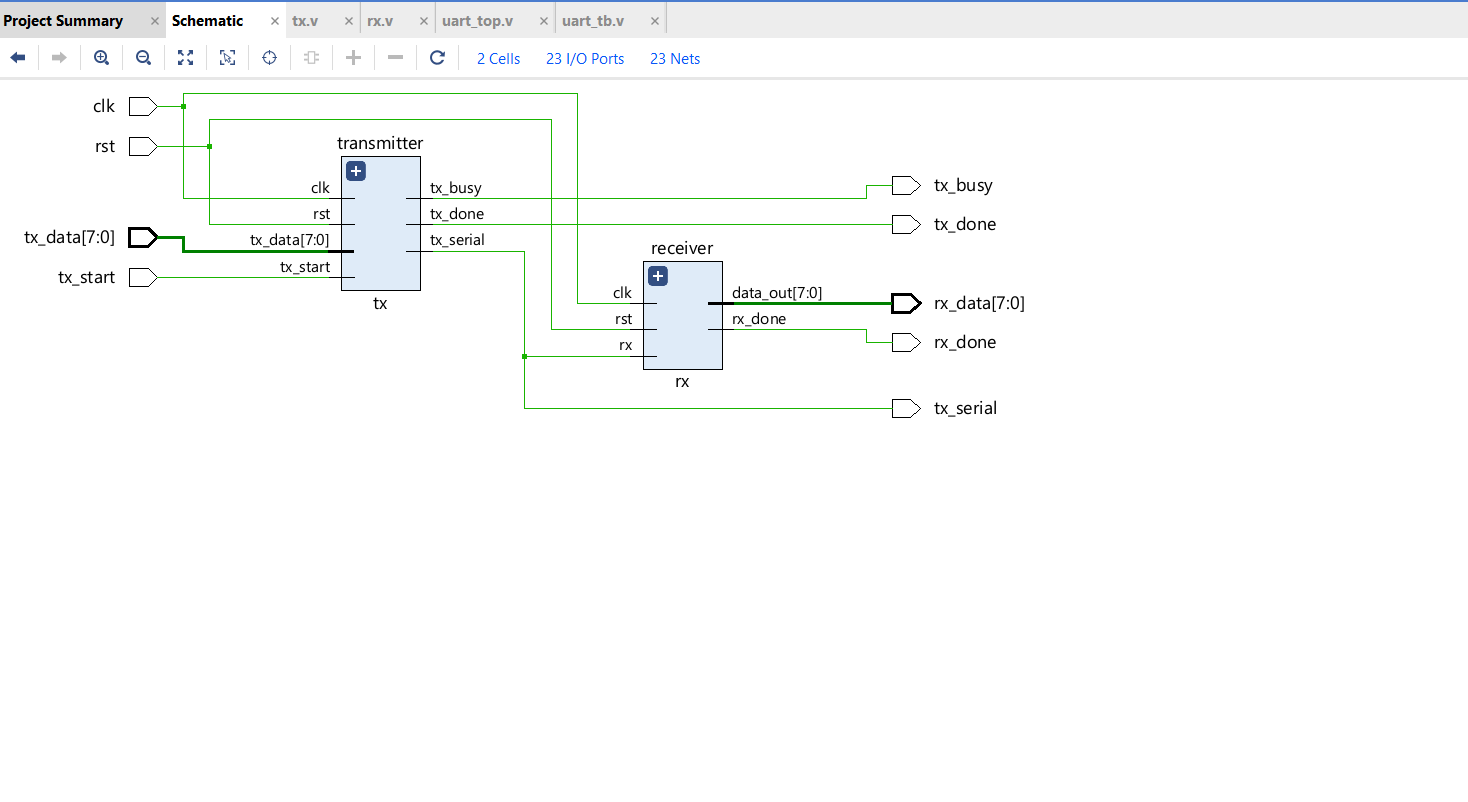 Project Summary × Schematic × tx.v × rx.v × uart_top.v × uart_tb.v ×
2 Cells 23 I/O Ports 23 Nets
clk
rst
transmitter
clk tx_busy tx_busy
rst tx_done tx_done
tx_data[7:0] tx_data[7:0] tx_serial
receiver
tx_start tx_start
clk data_out[7:0] rx_data[7:0]
tx
rst rx_done
rx rx_done
rx
tx_serial